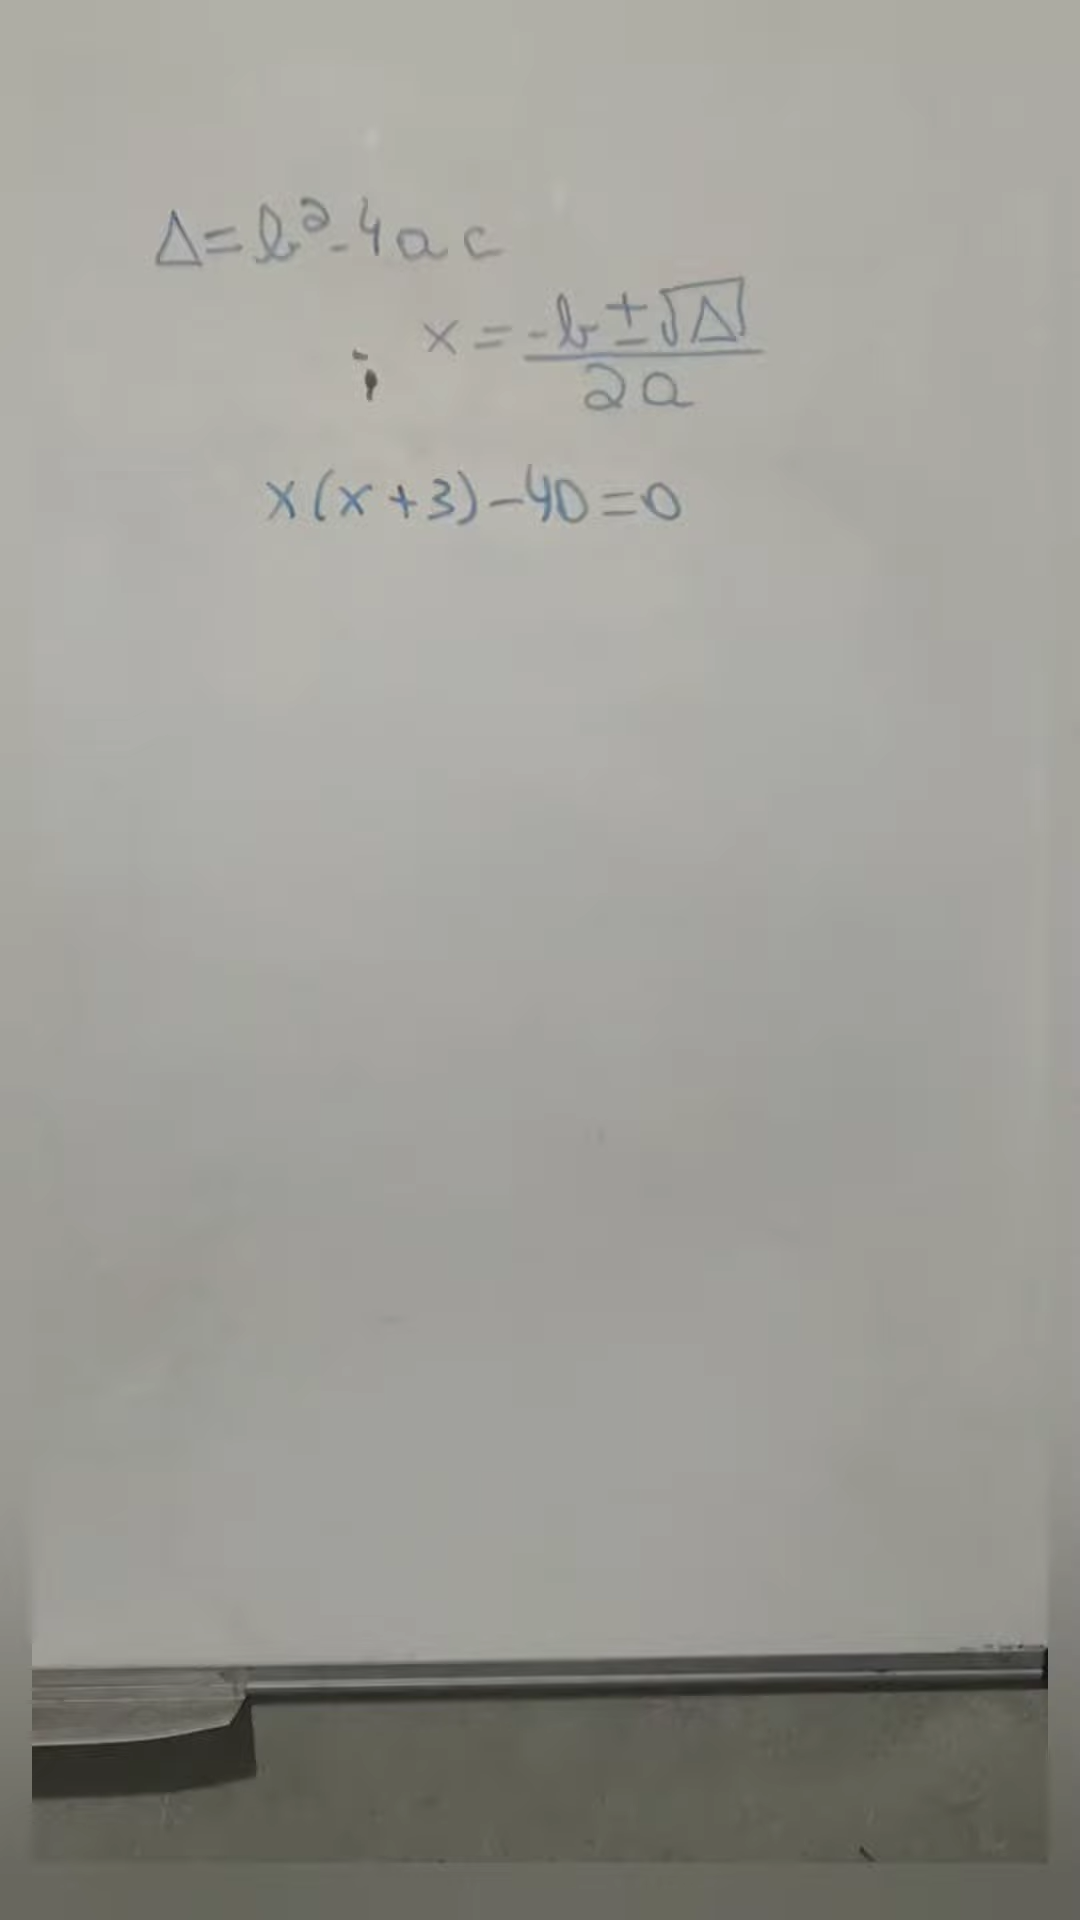 Δ=b²-4ac
x = -b±√Δ / 2a
x(x+3)-40=0